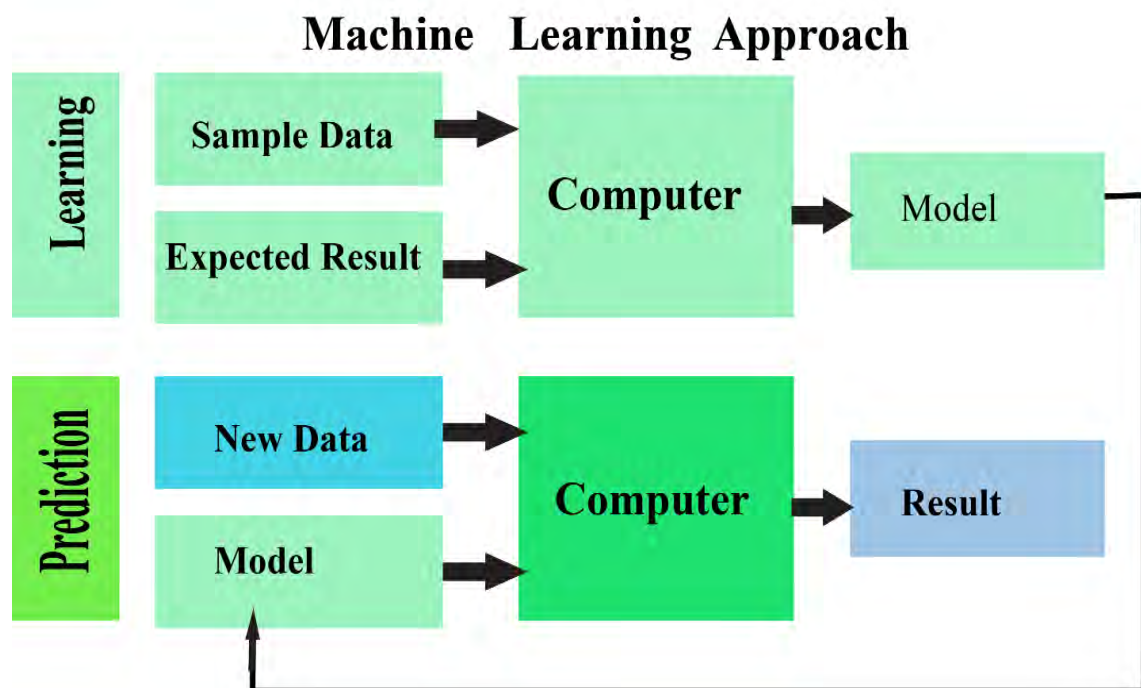 Machine Learning Approach
Learning
Sample Data
Expected Result
Computer
Model
Prediction
New Data
Model
Computer
Result